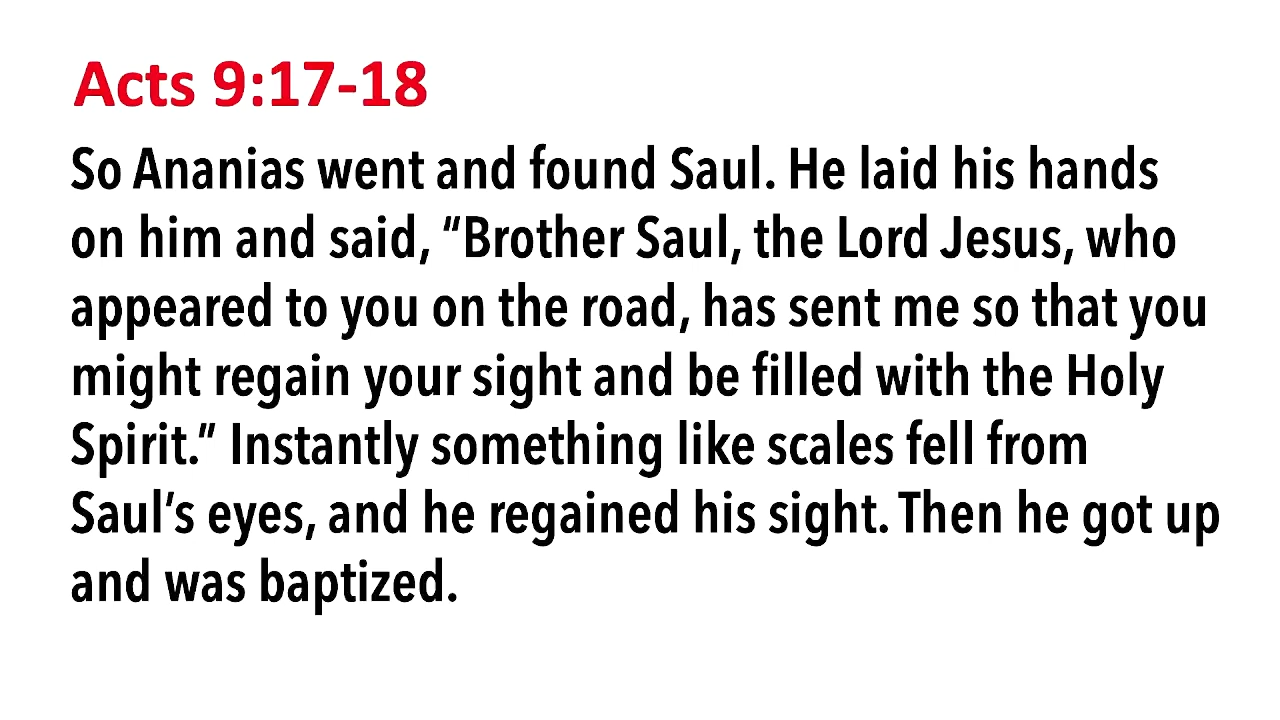 Acts 9:17-18
So Ananias went and found Saul. He laid his hands
on him and said, “Brother Saul, the Lord Jesus, who
appeared to you on the road, has sent me so that you
might regain your sight and be filled with the Holy
Spirit.” Instantly something like scales fell from
Saul’s eyes, and he regained his sight. Then he got up
and was baptized.